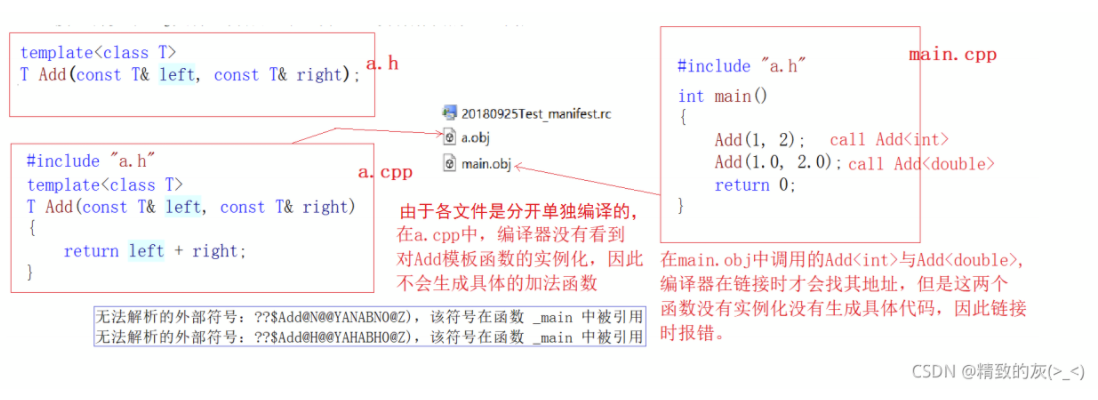 template<class T>
T Add(const T& left, const T& right);
a.h
#include "a.h"
template<class T>
a.cpp
T Add(const T& left, const T& right)
{
return left + right;
}
20180925Test_manifest.rc
a.obj
main.obj
由于各文件是分开单独编译的，
在a.cpp中，编译器没有看到
对Add模板函数的实例化，因此
不会生成具体的加法函数
main.cpp
#include "a.h"
int main()
{
Add(1, 2); call Add<int>
Add(1.0, 2.0); call Add<double>
return 0;
}
在main.obj中调用的Add<int>与Add<double>,
编译器在链接时才会找其地址，但是这两个
函数没有实例化没有生成具体代码，因此链接
时报错。
无法解析的外部符号: ??$Add@N@@YANABNO@Z)，该符号在函数 _main 中被引用
无法解析的外部符号: ??$Add@H@@YAHABHO@Z)，该符号在函数 _main 中被引用
CSDN @精致的灰(>_<)